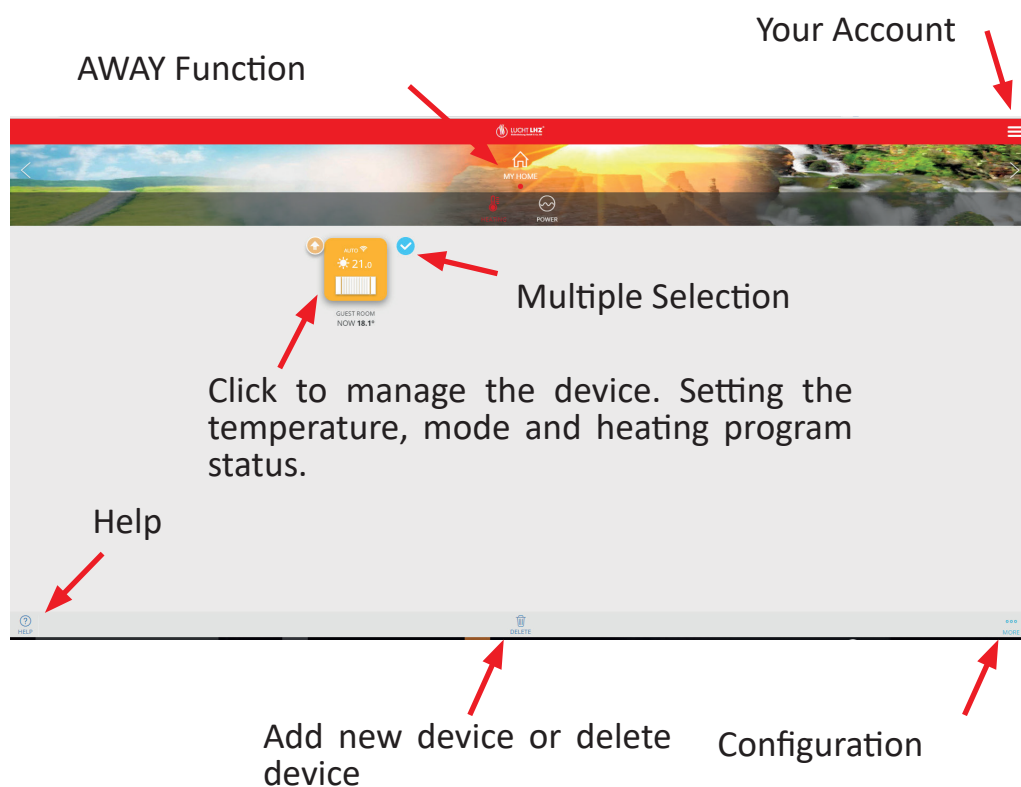 Your Account
AWAY Function
LUCHT LHZ
MY HOME
POWER
AUTO
21.0
GUEST ROOM
NOW 18.1°
Multiple Selection
Click to manage the device. Setting the
temperature, mode and heating program
status.
Help
HELP
DELETE
MORE
Add new device or delete
device
Configuration